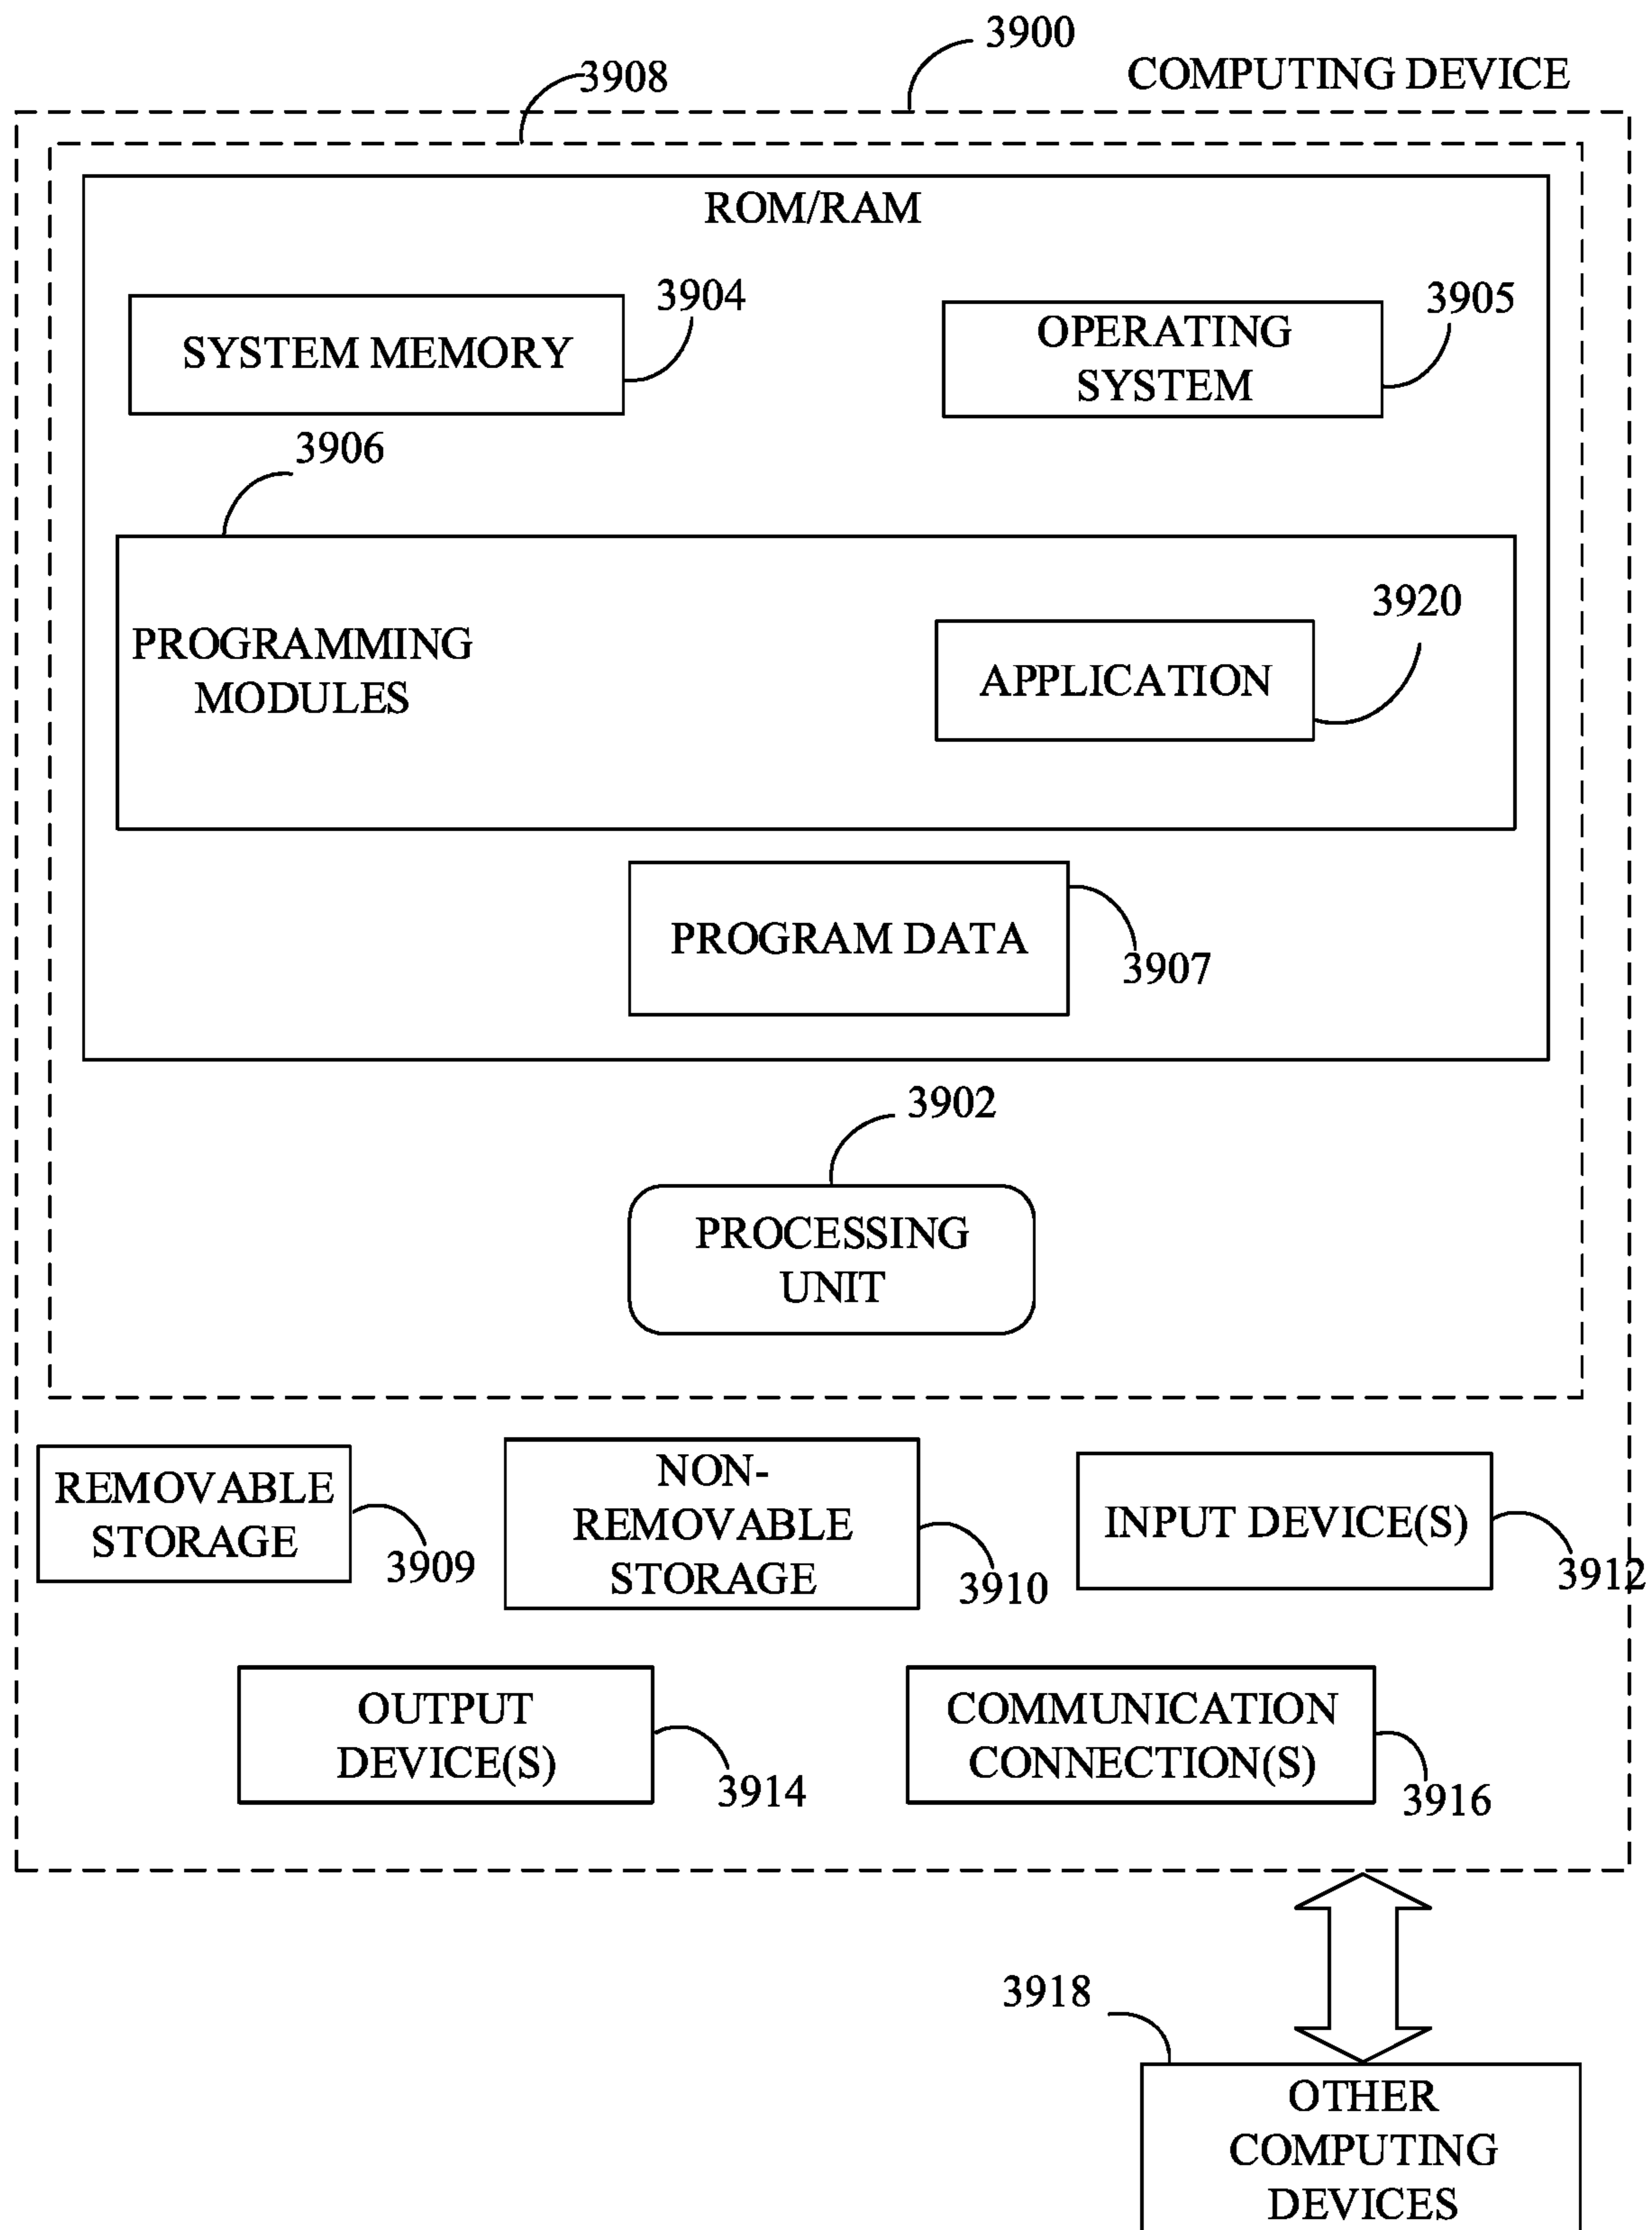 3900
COMPUTING DEVICE
3908
ROM/RAM
3904
SYSTEM MEMORY
3905
OPERATING
SYSTEM
3906
PROGRAMMING
MODULES
3920
APPLICATION
PROGRAM DATA
3907
3902
PROCESSING
UNIT
REMOVABLE
STORAGE
3909
NON-
REMOVABLE
STORAGE
3910
INPUT DEVICE(S)
3912
OUTPUT
DEVICE(S)
3914
COMMUNICATION
CONNECTION(S)
3916
3918
OTHER
COMPUTING
DEVICES